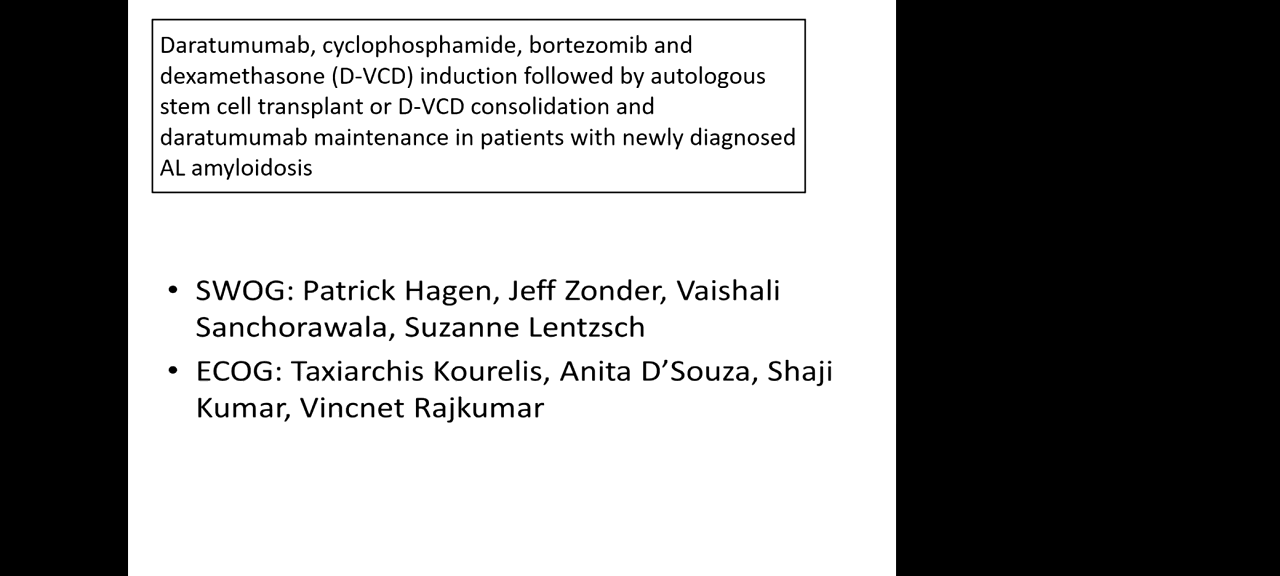 Daratumumab, cyclophosphamide, bortezomib and
dexamethasone (D-VCD) induction followed by autologous
stem cell transplant or D-VCD consolidation and
daratumumab maintenance in patients with newly diagnosed
AL amyloidosis
• SWOG: Patrick Hagen, Jeff Zonder, Vaishali
Sanchorawala, Suzanne Lentzsch
• ECOG: Taxiarchis Kourelis, Anita D’Souza, Shaji
Kumar, Vincnet Rajkumar